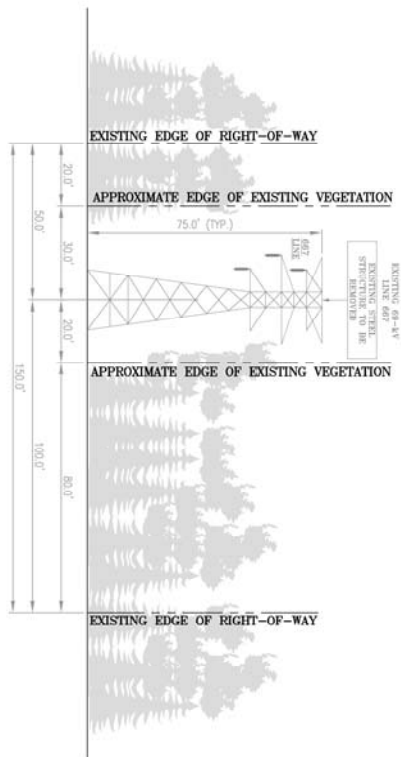 EXISTING EDGE OF RIGHT-OF-WAY
20.0'
50.0'
APPROXIMATE EDGE OF EXISTING VEGETATION
75.0' (TYP.)
30.0'
667
LINE
EXISTING 69-kV
LINE 667
EXISTING STEEL
STRUCTURE TO BE
REMOVED
20.0'
APPROXIMATE EDGE OF EXISTING VEGETATION
150.0'
100.0'
80.0'
EXISTING EDGE OF RIGHT-OF-WAY